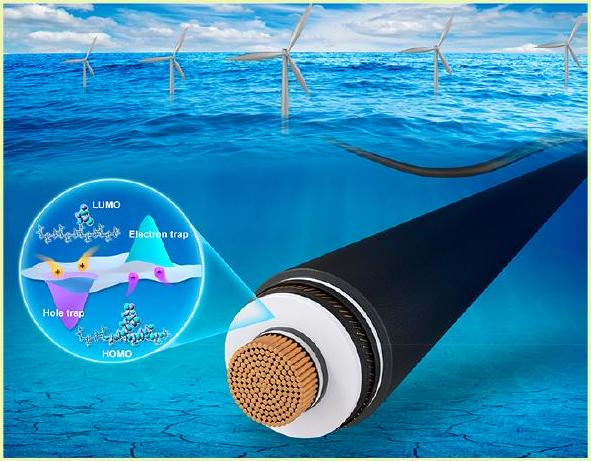 LUMO
Electron trap
+ +
- -
Hole trap
HOMO